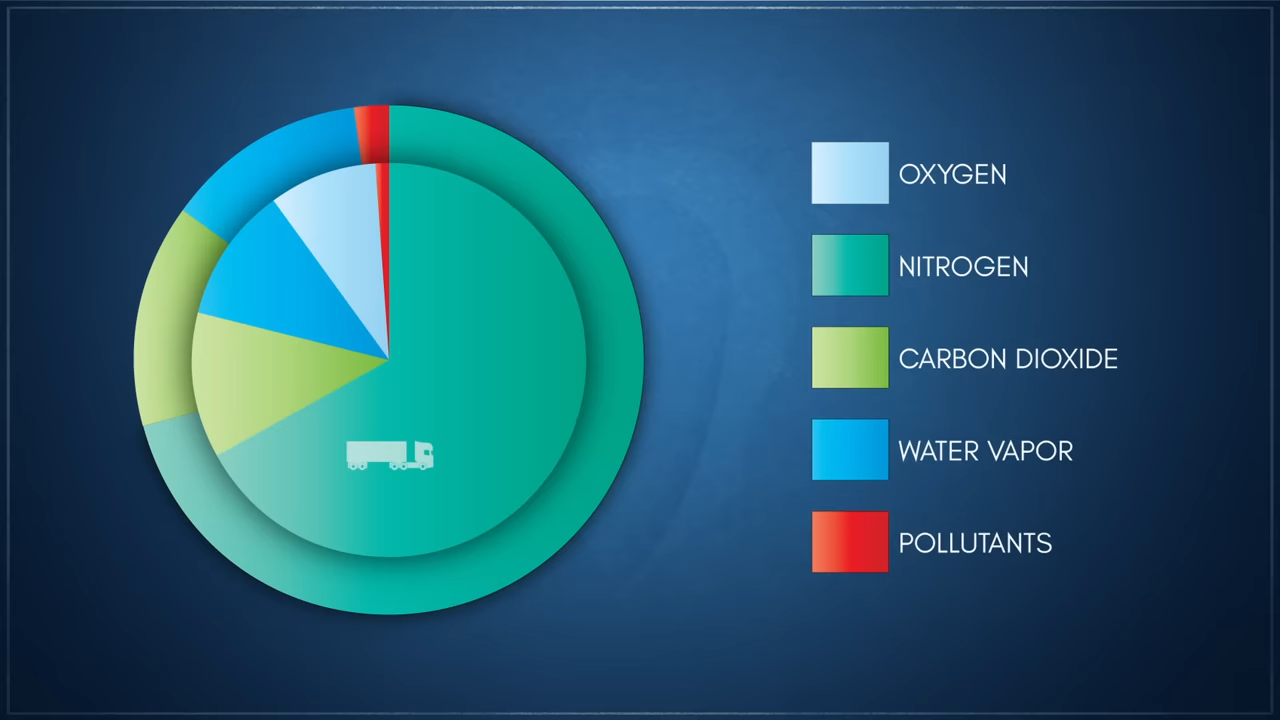 OXYGEN
NITROGEN
CARBON DIOXIDE
WATER VAPOR
POLLUTANTS